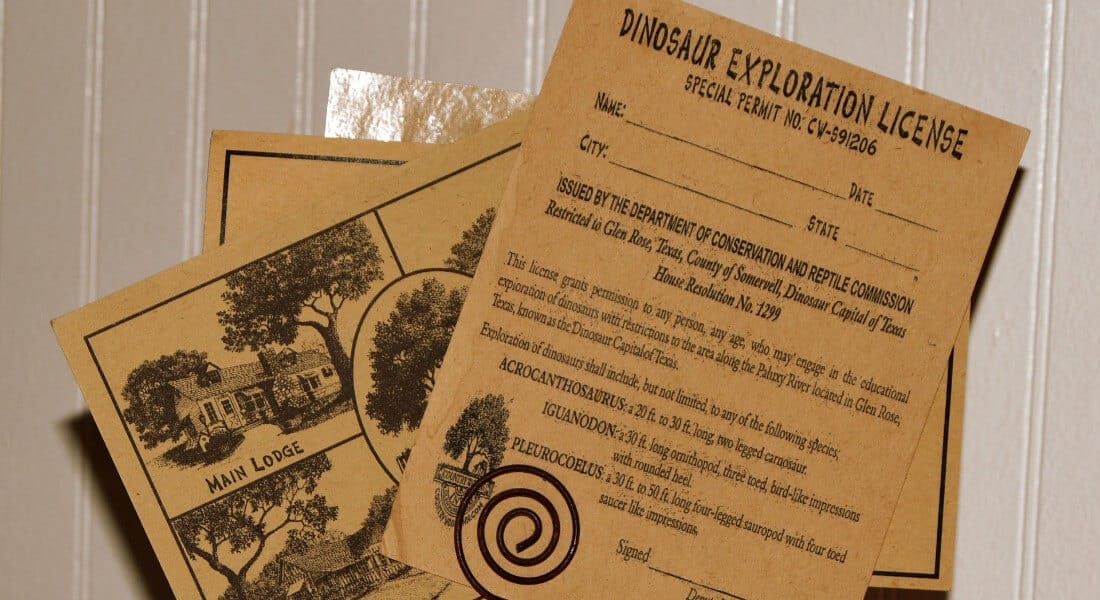 DINOSAUR EXPLORATION LICENSE
SPECIAL PERMIT NO: CW-591206
NAME: DATE
CITY: STATE
ISSUED BY THE DEPARTMENT OF CONSERVATION AND REPTILE COMMISSION
Restricted to Glen Rose, Texas, County of Somervell, Dinosaur Capital of Texas
House Resolution No. 1299
This license grants permission to any person, any age, who may engage in the educational
exploration of dinosaurs with restrictions to the area along the Paluxy River located in Glen Rose,
Texas, known as the Dinosaur Capital of Texas.
Exploration of dinosaurs shall include, but not limited, to any of the following species:
ACROCANTHOSAURUS: a 20 ft. to 30 ft. long, two legged carnosaur.
IGUANODON: a 30 ft. long ornithopod, three toed, bird-like impressions
with rounded heel.
PLEUROCOELUS: a 30 ft. to 50 ft. long four-legged sauropod with four toed
saucer like impressions.
Signed
MAIN LODGE